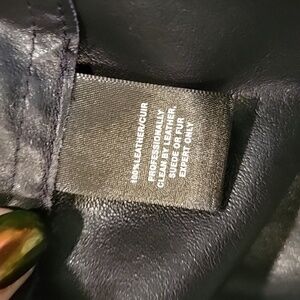 100%LEATHER/CUIR
PROFESSIONALLY
CLEAN BY LEATHER,
SUEDE OR FUR
EXPERT ONLY